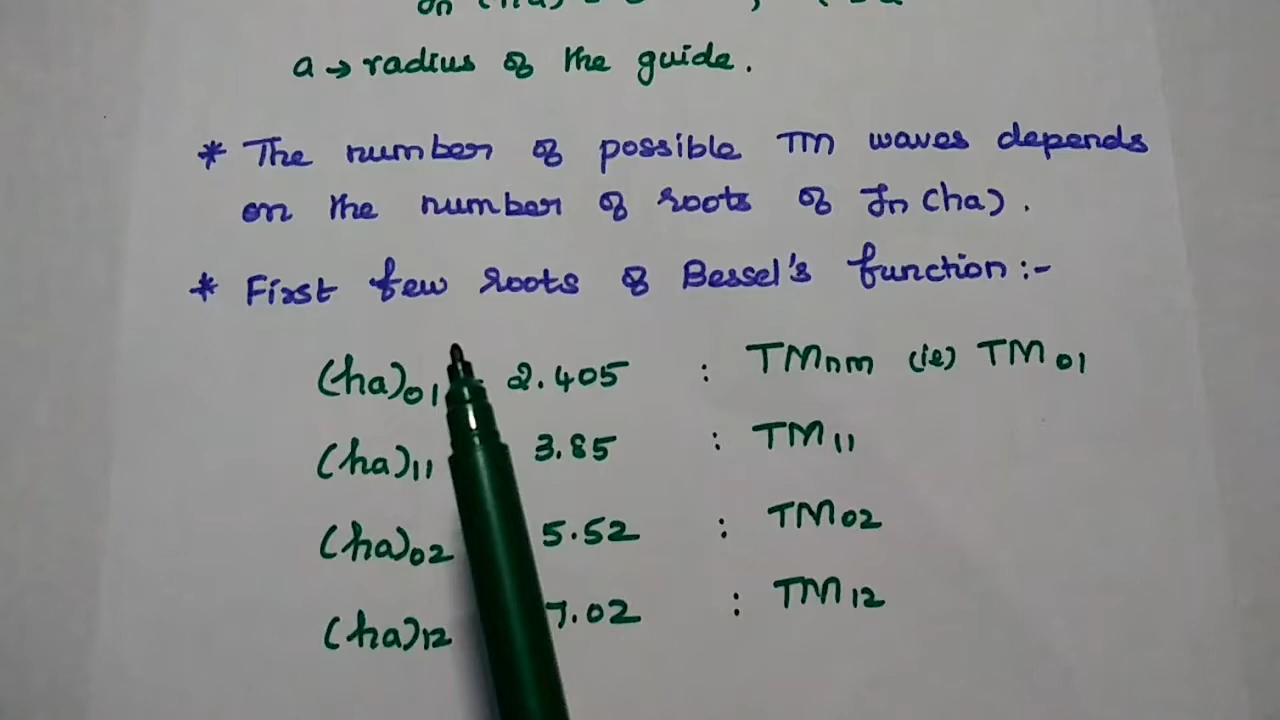 a → radius of the guide.
* The number of possible TM waves depends
on the number of roots of Jn (ha).
* First few roots of Bessel's function :-
(ha)01 2.405 : TMnm (ie) TM01
(ha)11 3.85 : TM11
(ha)02 5.52 : TM02
(ha)12 7.02 : TM12